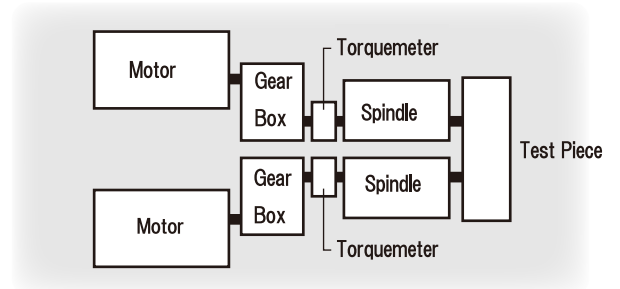 Torquemeter
Motor
Gear
Box
Spindle
Test Piece
Gear
Box
Spindle
Motor
Torquemeter